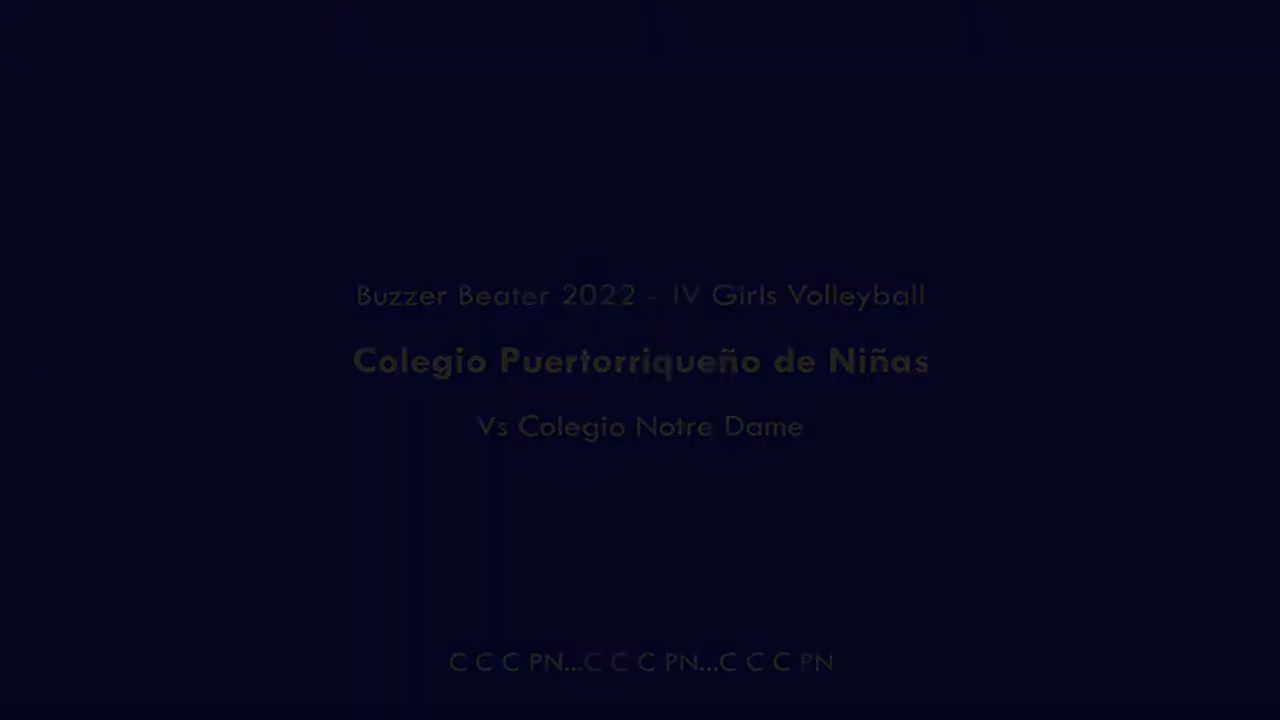 Buzzer Beater 2022 - IV Girls Volleyball
Colegio Puertorriqueño de Niñas
Vs Colegio Notre Dame
C C C PN...C C C PN...C C C PN